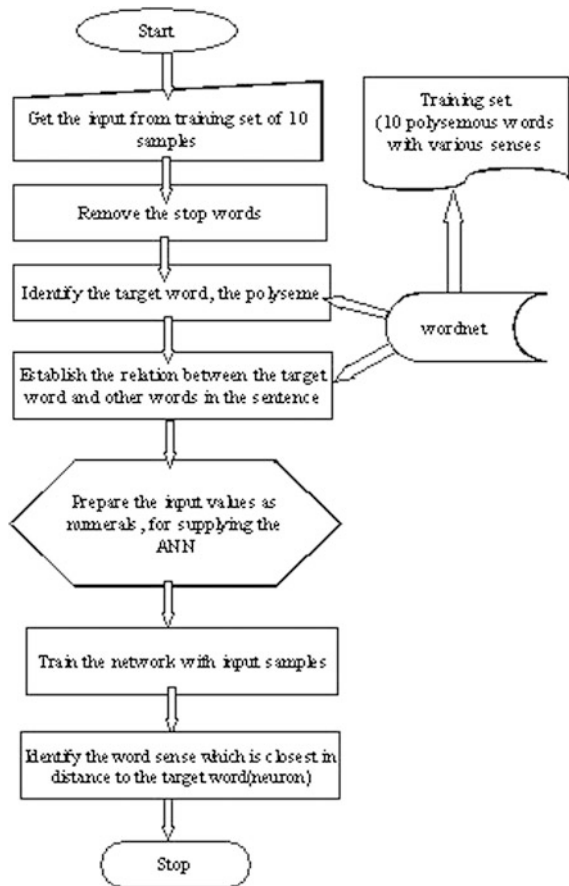 Start
Get the input from training set of 10
samples
Training set
(10 polysemous words
with various senses
Remove the stop words
Identify the target word, the polyseme
wordnet
Establish the relation between the target
word and other words in the sentence
Prepare the input values as
numerals, for supplying the
ANN
Train the network with input samples
Identify the word sense which is closest in
distance to the target word(neuron)
Stop